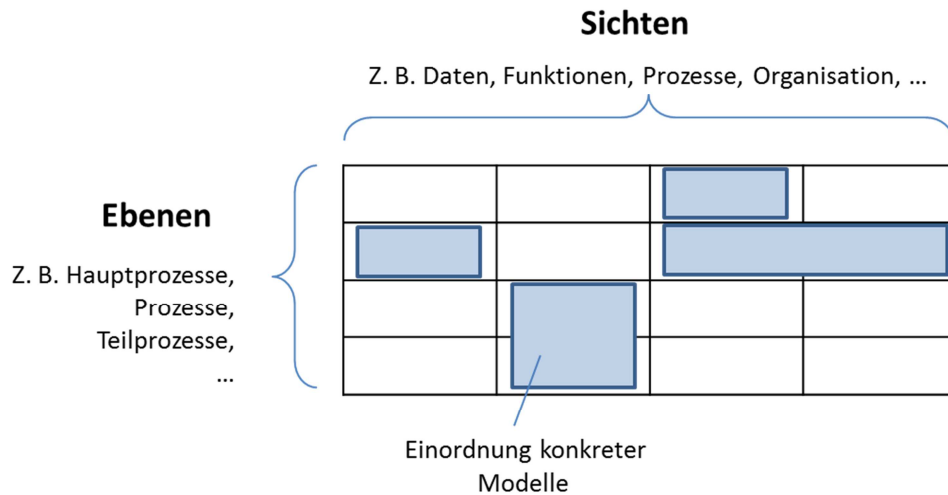 Sichten
Z. B. Daten, Funktionen, Prozesse, Organisation, ...
Ebenen
Z. B. Hauptprozesse,
Prozesse,
Teilprozesse,
...
Einordnung konkreter
Modelle